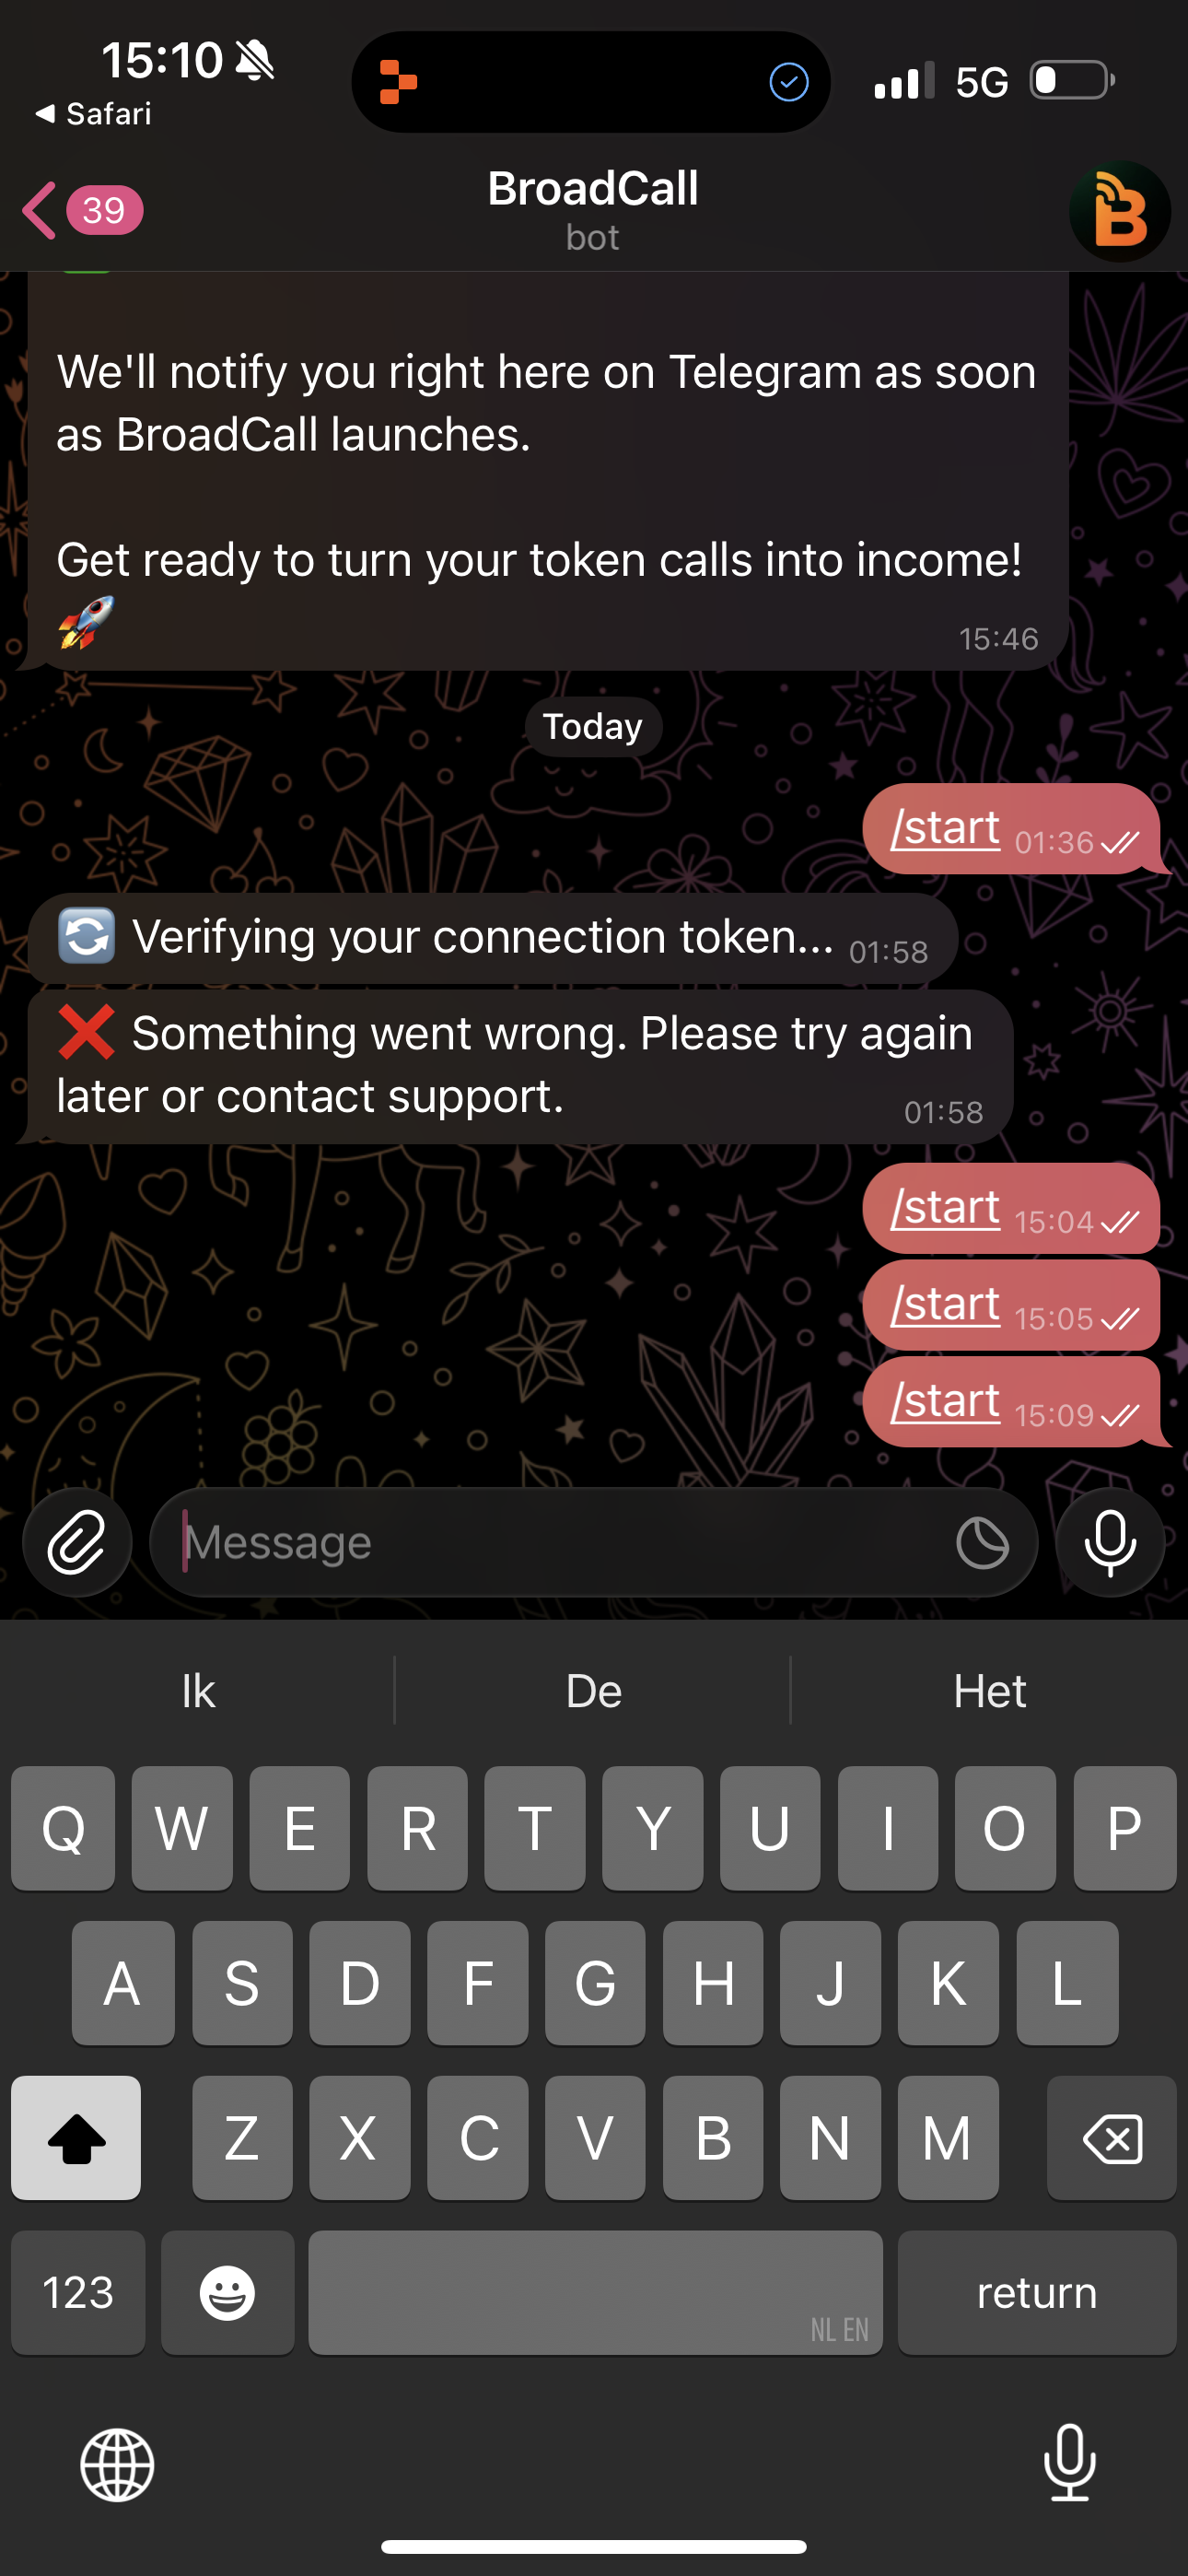 15:10
5G
Safari
39
BroadCall
bot
We'll notify you right here on Telegram as soon
as BroadCall launches.
Get ready to turn your token calls into income!
🚀
15:46
Today
/start 01:36
🔄 Verifying your connection token... 01:58
❌ Something went wrong. Please try again
later or contact support.
01:58
/start 15:04
/start 15:05
/start 15:09
Message
Ik De Het
Q W E R T Y U I O P
A S D F G H J K L
Z X C V B N M
123 NL EN return